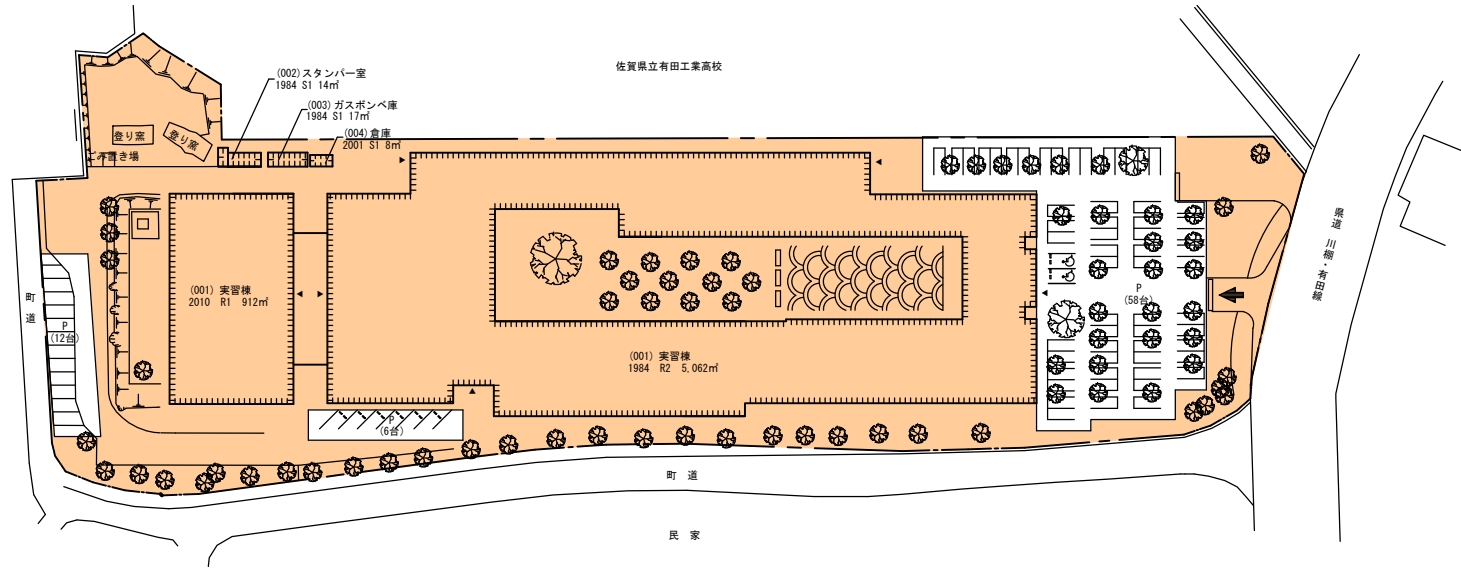 佐賀県立有田工業高校
(002) スタンパー室
1984 S1 14㎡
(003) ガスボンベ庫
1984 S1 17㎡
(004) 倉庫
2001 S1 8㎡
登り窯
登り窯
ごみ置き場
県道 川棚・有田線
町道
P
(12台)
(001) 実習棟
2010 R1 912㎡
P
(58台)
(001) 実習棟
1984 R2 5,062㎡
P
(6台)
町 道
民 家